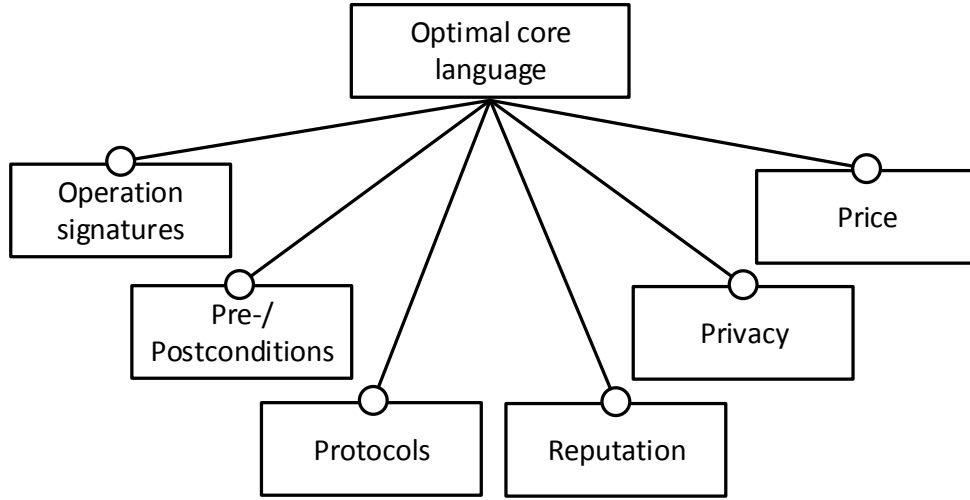 Optimal core
language
Operation
signatures
Price
Pre-/
Postconditions
Privacy
Protocols
Reputation